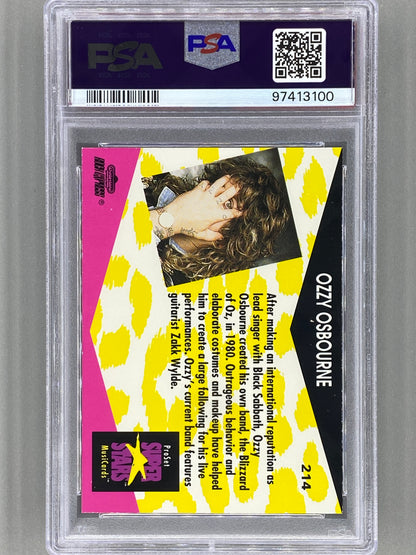 PSA
PSA
97413100
OZZY OSBOURNE
214
After making an international reputation as
lead singer with Black Sabbath, Ozzy
Osbourne created his own band, the Blizzard
of Oz, in 1980. Outrageous behavior and
elaborate costumes and makeup have helped
him to create a large following for his live
performances. Ozzy's current band features
guitarist Zakk Wylde.
ProSet
SUPER
STARS
MusiCards™